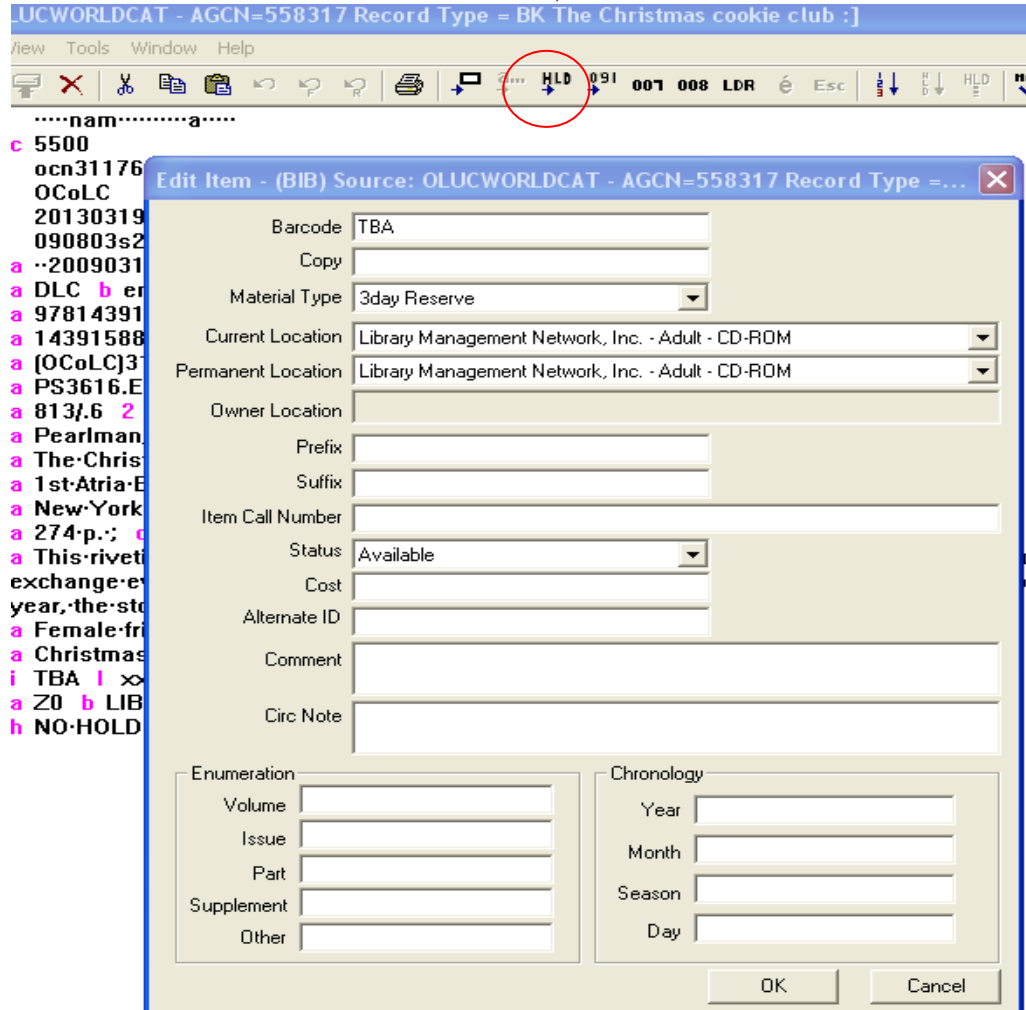 LUCWORLDCAT - AGCN=558317 Record Type = BK The Christmas cookie club :]
View Tools Window Help
HLD 091 007 008 LDR é Esc HLD
·····nam··········a·····
c 5500
ocn31176
OCoLC
20130319
090803s2
a ··2009031
a DLC b er
a 97814391
a 14391588
a (OCoLC)3
a PS3616.E
a 813/.6 2
a Pearlman,
a The·Chris
a 1st·Atria·E
a New·York
a 274·p.·; c
a This·riveti
exchange·e
year,·the·sto
a Female·fri
a Christmas
i TBA l xx
a Z0 b LIB
h NO·HOLD
Edit Item - (BIB) Source: OLUCWORLDCAT - AGCN=558317 Record Type =...
Barcode TBA
Copy
Material Type 3day Reserve
Current Location Library Management Network, Inc. - Adult - CD-ROM
Permanent Location Library Management Network, Inc. - Adult - CD-ROM
Owner Location
Prefix
Suffix
Item Call Number
Status Available
Cost
Alternate ID
Comment
Circ Note
Enumeration
Volume
Issue
Part
Supplement
Other
Chronology
Year
Month
Season
Day
OK Cancel